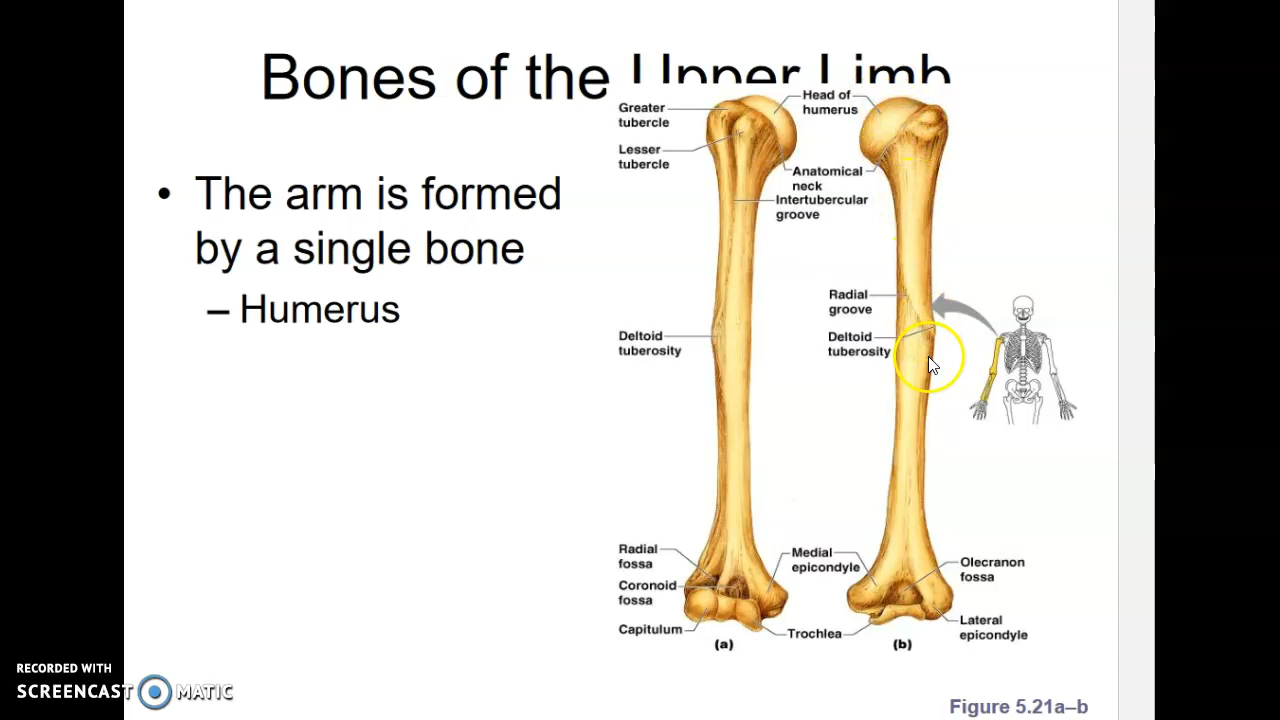 Bones of the Upper Limb
• The arm is formed
by a single bone
– Humerus
Greater
tubercle
Lesser
tubercle
Head of
humerus
Anatomical
neck
Intertubercular
groove
Radial
groove
Deltoid
tuberosity
Deltoid
tuberosity
Radial
fossa
Coronoid
fossa
Capitulum
Medial
epicondyle
Trochlea
Olecranon
fossa
Lateral
epicondyle
(a)
(b)
Figure 5.21a–b
RECORDED WITH
SCREENCAST MATIC